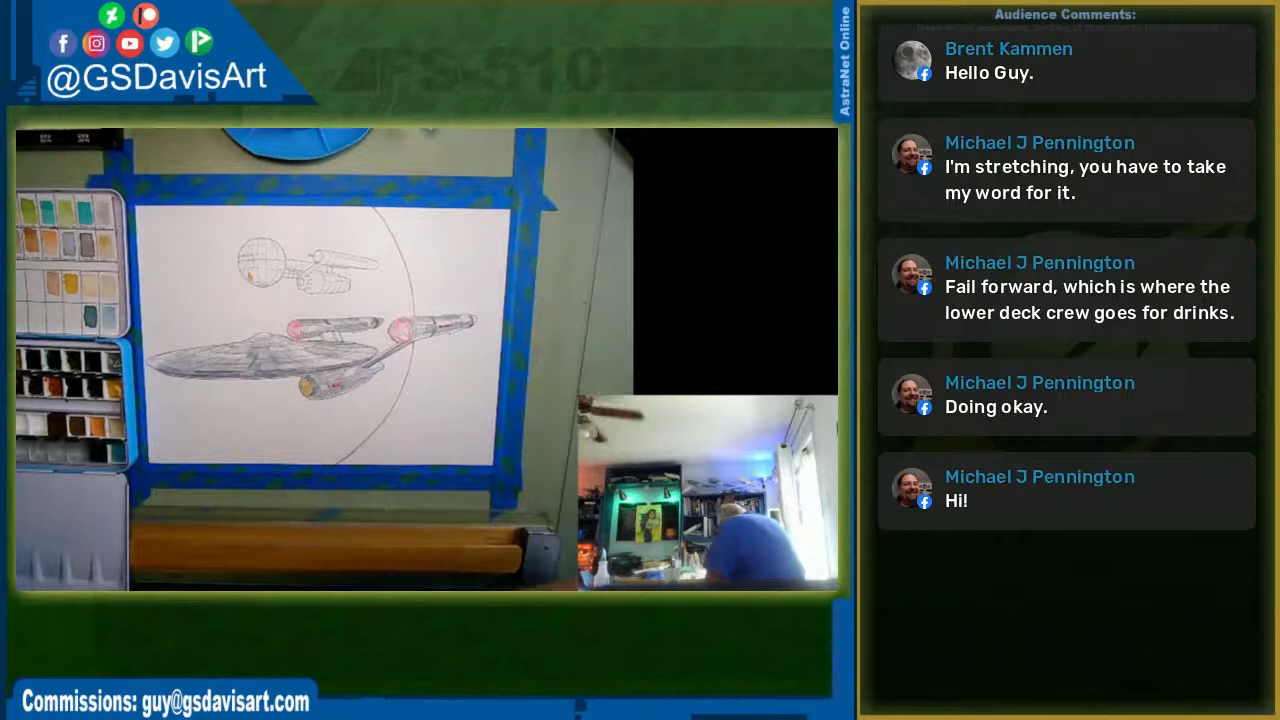 @GSDavisArt
AstraNet Online
Audience Comments:
Brent Kammen
Hello Guy.
Michael J Pennington
I'm stretching, you have to take
my word for it.
Michael J Pennington
Fail forward, which is where the
lower deck crew goes for drinks.
Michael J Pennington
Doing okay.
Michael J Pennington
Hi!
Commissions: guy@gsdavisart.com